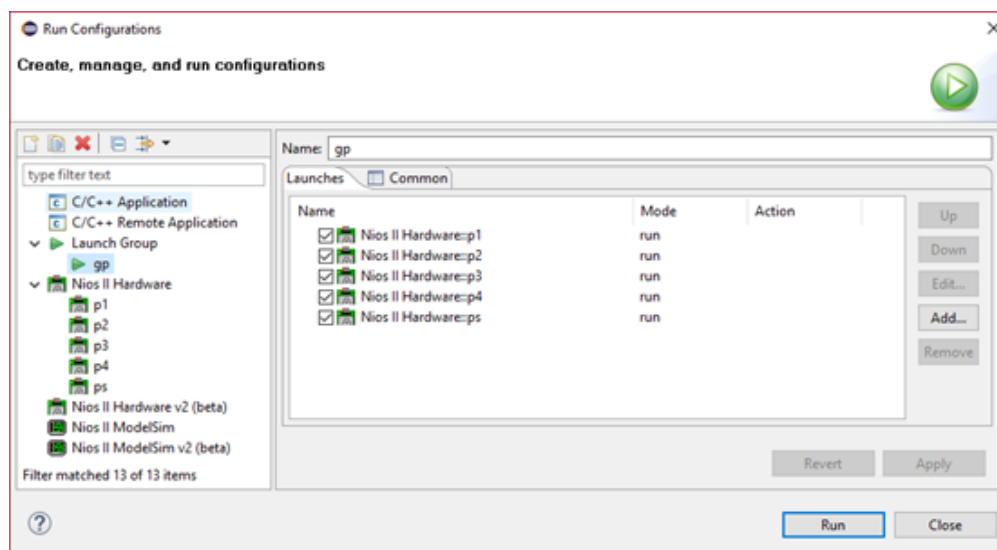 Run Configurations
Create, manage, and run configurations
Name: gp
type filter text
Launches Common
C/C++ Application
C/C++ Remote Application
Launch Group
gp
Nios II Hardware
p1
p2
p3
p4
ps
Nios II Hardware v2 (beta)
Nios II ModelSim
Nios II ModelSim v2 (beta)
Filter matched 13 of 13 items
Name Mode Action
Nios II Hardware::p1 run
Nios II Hardware::p2 run
Nios II Hardware::p3 run
Nios II Hardware::p4 run
Nios II Hardware::ps run
Up
Down
Edit...
Add...
Remove
Revert Apply
Run Close